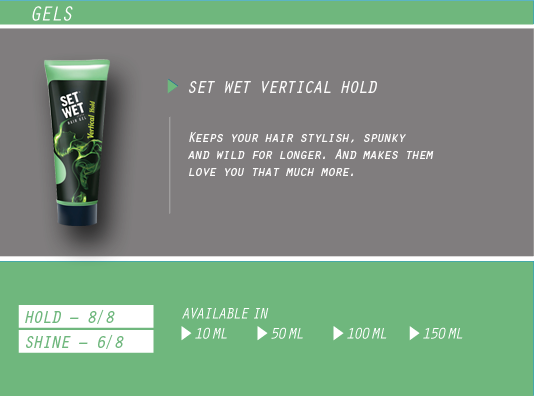 GELS
SET WET VERTICAL HOLD
SET
WET
HAIR GEL
Vertical Hold
KEEPS YOUR HAIR STYLISH, SPUNKY
AND WILD FOR LONGER. AND MAKES THEM
LOVE YOU THAT MUCH MORE.
HOLD – 8/8
SHINE – 6/8
AVAILABLE IN
10 ML 50 ML 100 ML 150 ML